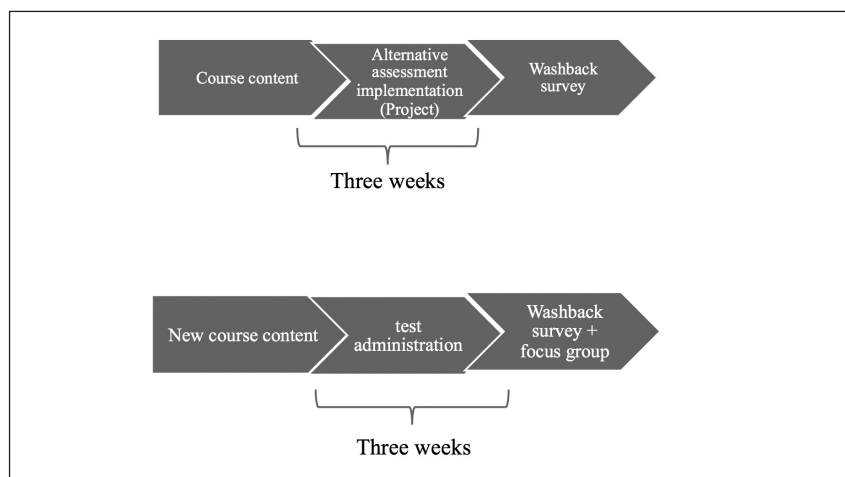 Course content
Alternative
assessment
implementation
(Project)
Washback
survey
Three weeks
New course content
test
administration
Washback
survey +
focus group
Three weeks